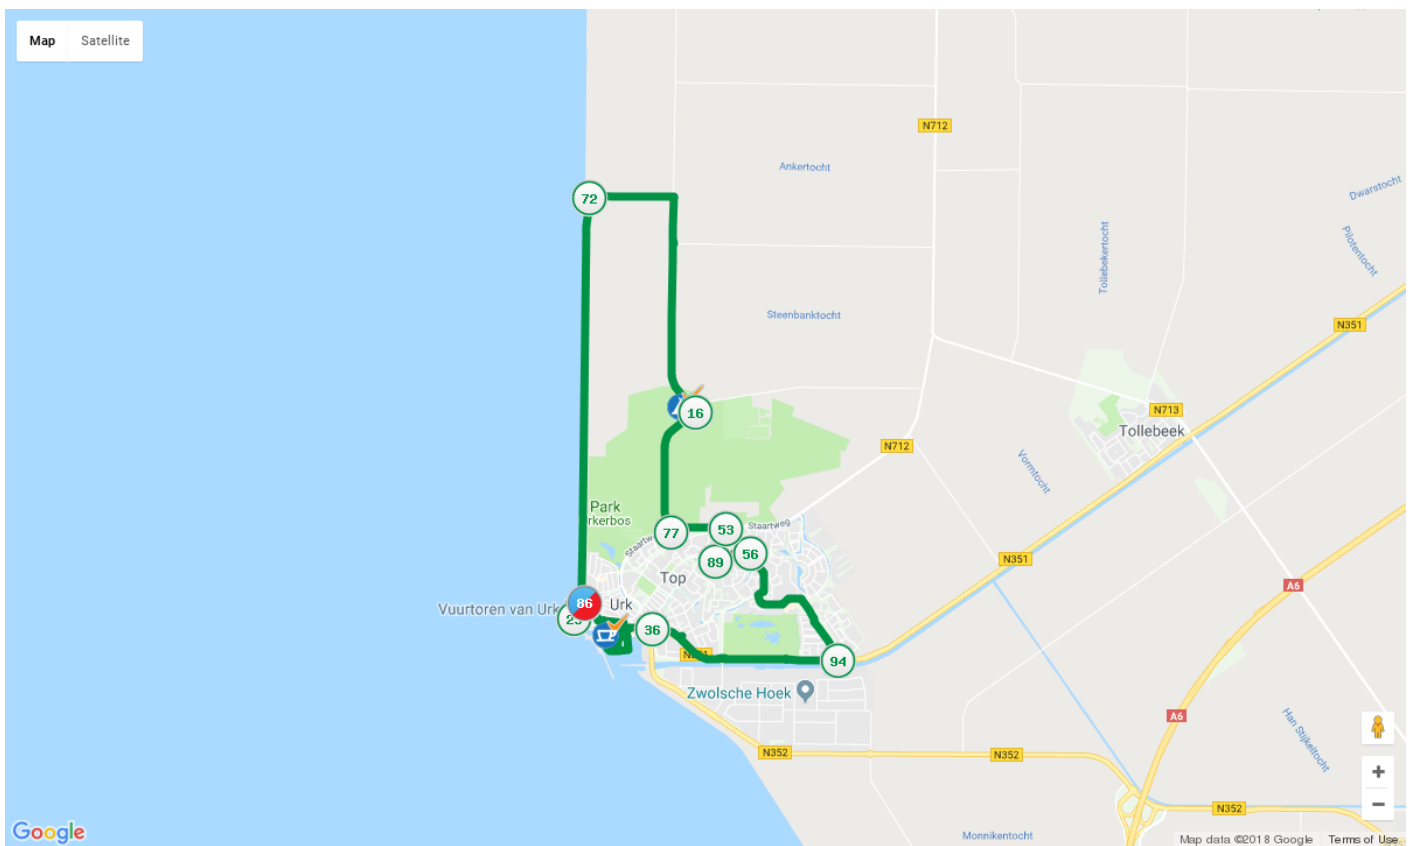 Map Satellite
N712
Ankertocht
Dwarstocht
72
Pilotentocht
Tollebekertocht
Steenbanktocht
N351
16
N713
Tollebeek
N712
Vormtocht
Park
rkerbos
77
53
Staartweg
56
89
N351
Top
A6
86
Vuurtoren van Urk
Urk
36
94
Zwolsche Hoek
A6
Han Stijkeltocht
N352
N352
N352
Monnikentocht
Google
Map data ©2018 Google Terms of Use